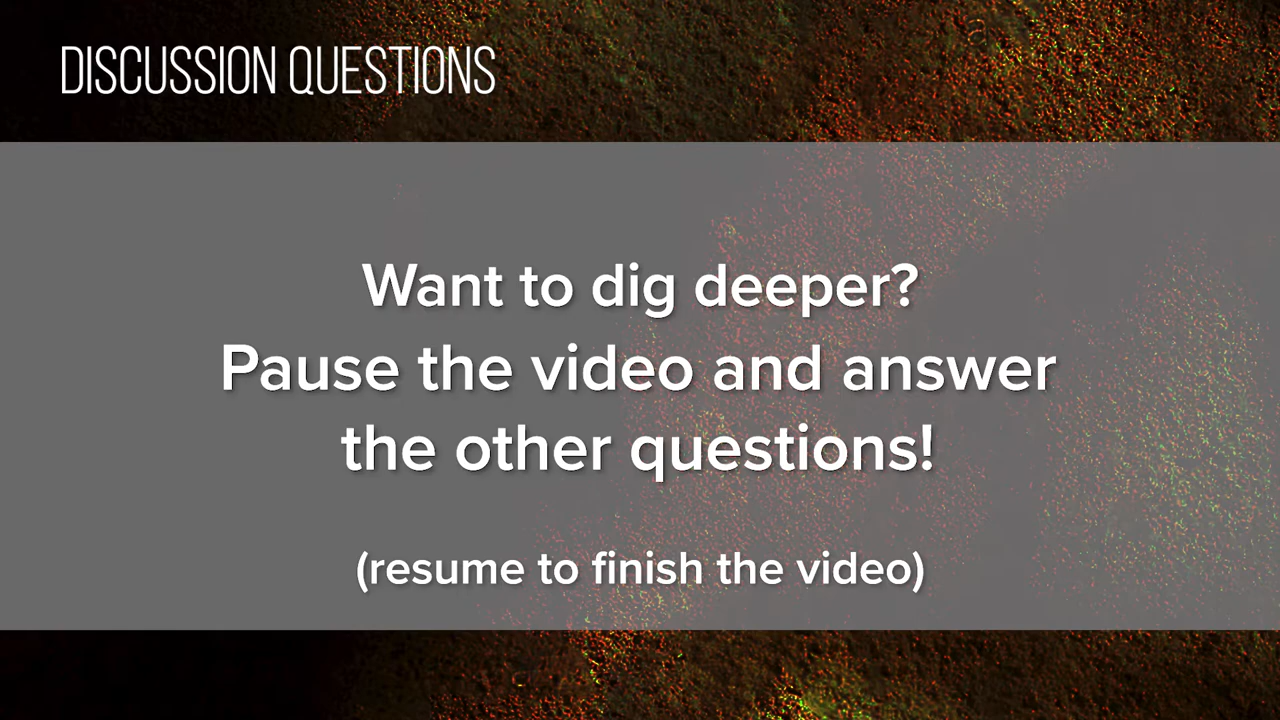 DISCUSSION QUESTIONS
Want to dig deeper?
Pause the video and answer
the other questions!
(resume to finish the video)